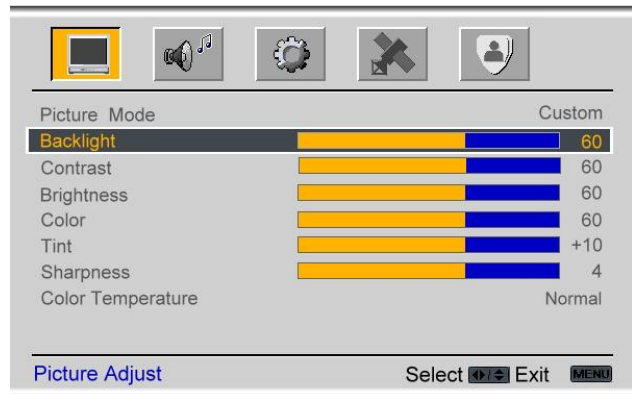 Picture Mode Custom
Backlight 60
Contrast 60
Brightness 60
Color 60
Tint +10
Sharpness 4
Color Temperature Normal
Picture Adjust Select Exit MENU